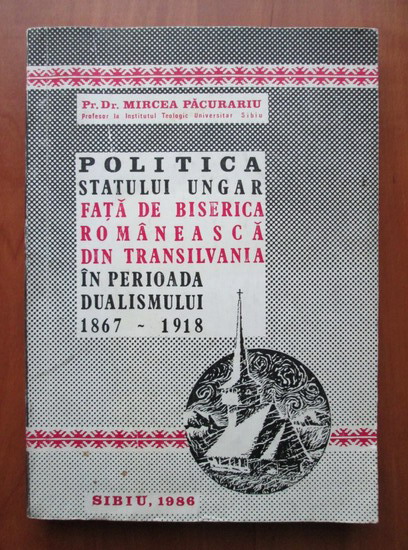 Pr. Dr. MIRCEA PĂCURARIU
Profesor la Institutul Teologic Universitar Sibiu
POLITICA
STATULUI UNGAR
FAȚĂ DE BISERICA
ROMÂNEASCĂ
DIN TRANSILVANIA
ÎN PERIOADA
DUALISMULUI
1867 ~ 1918
SIBIU, 1986